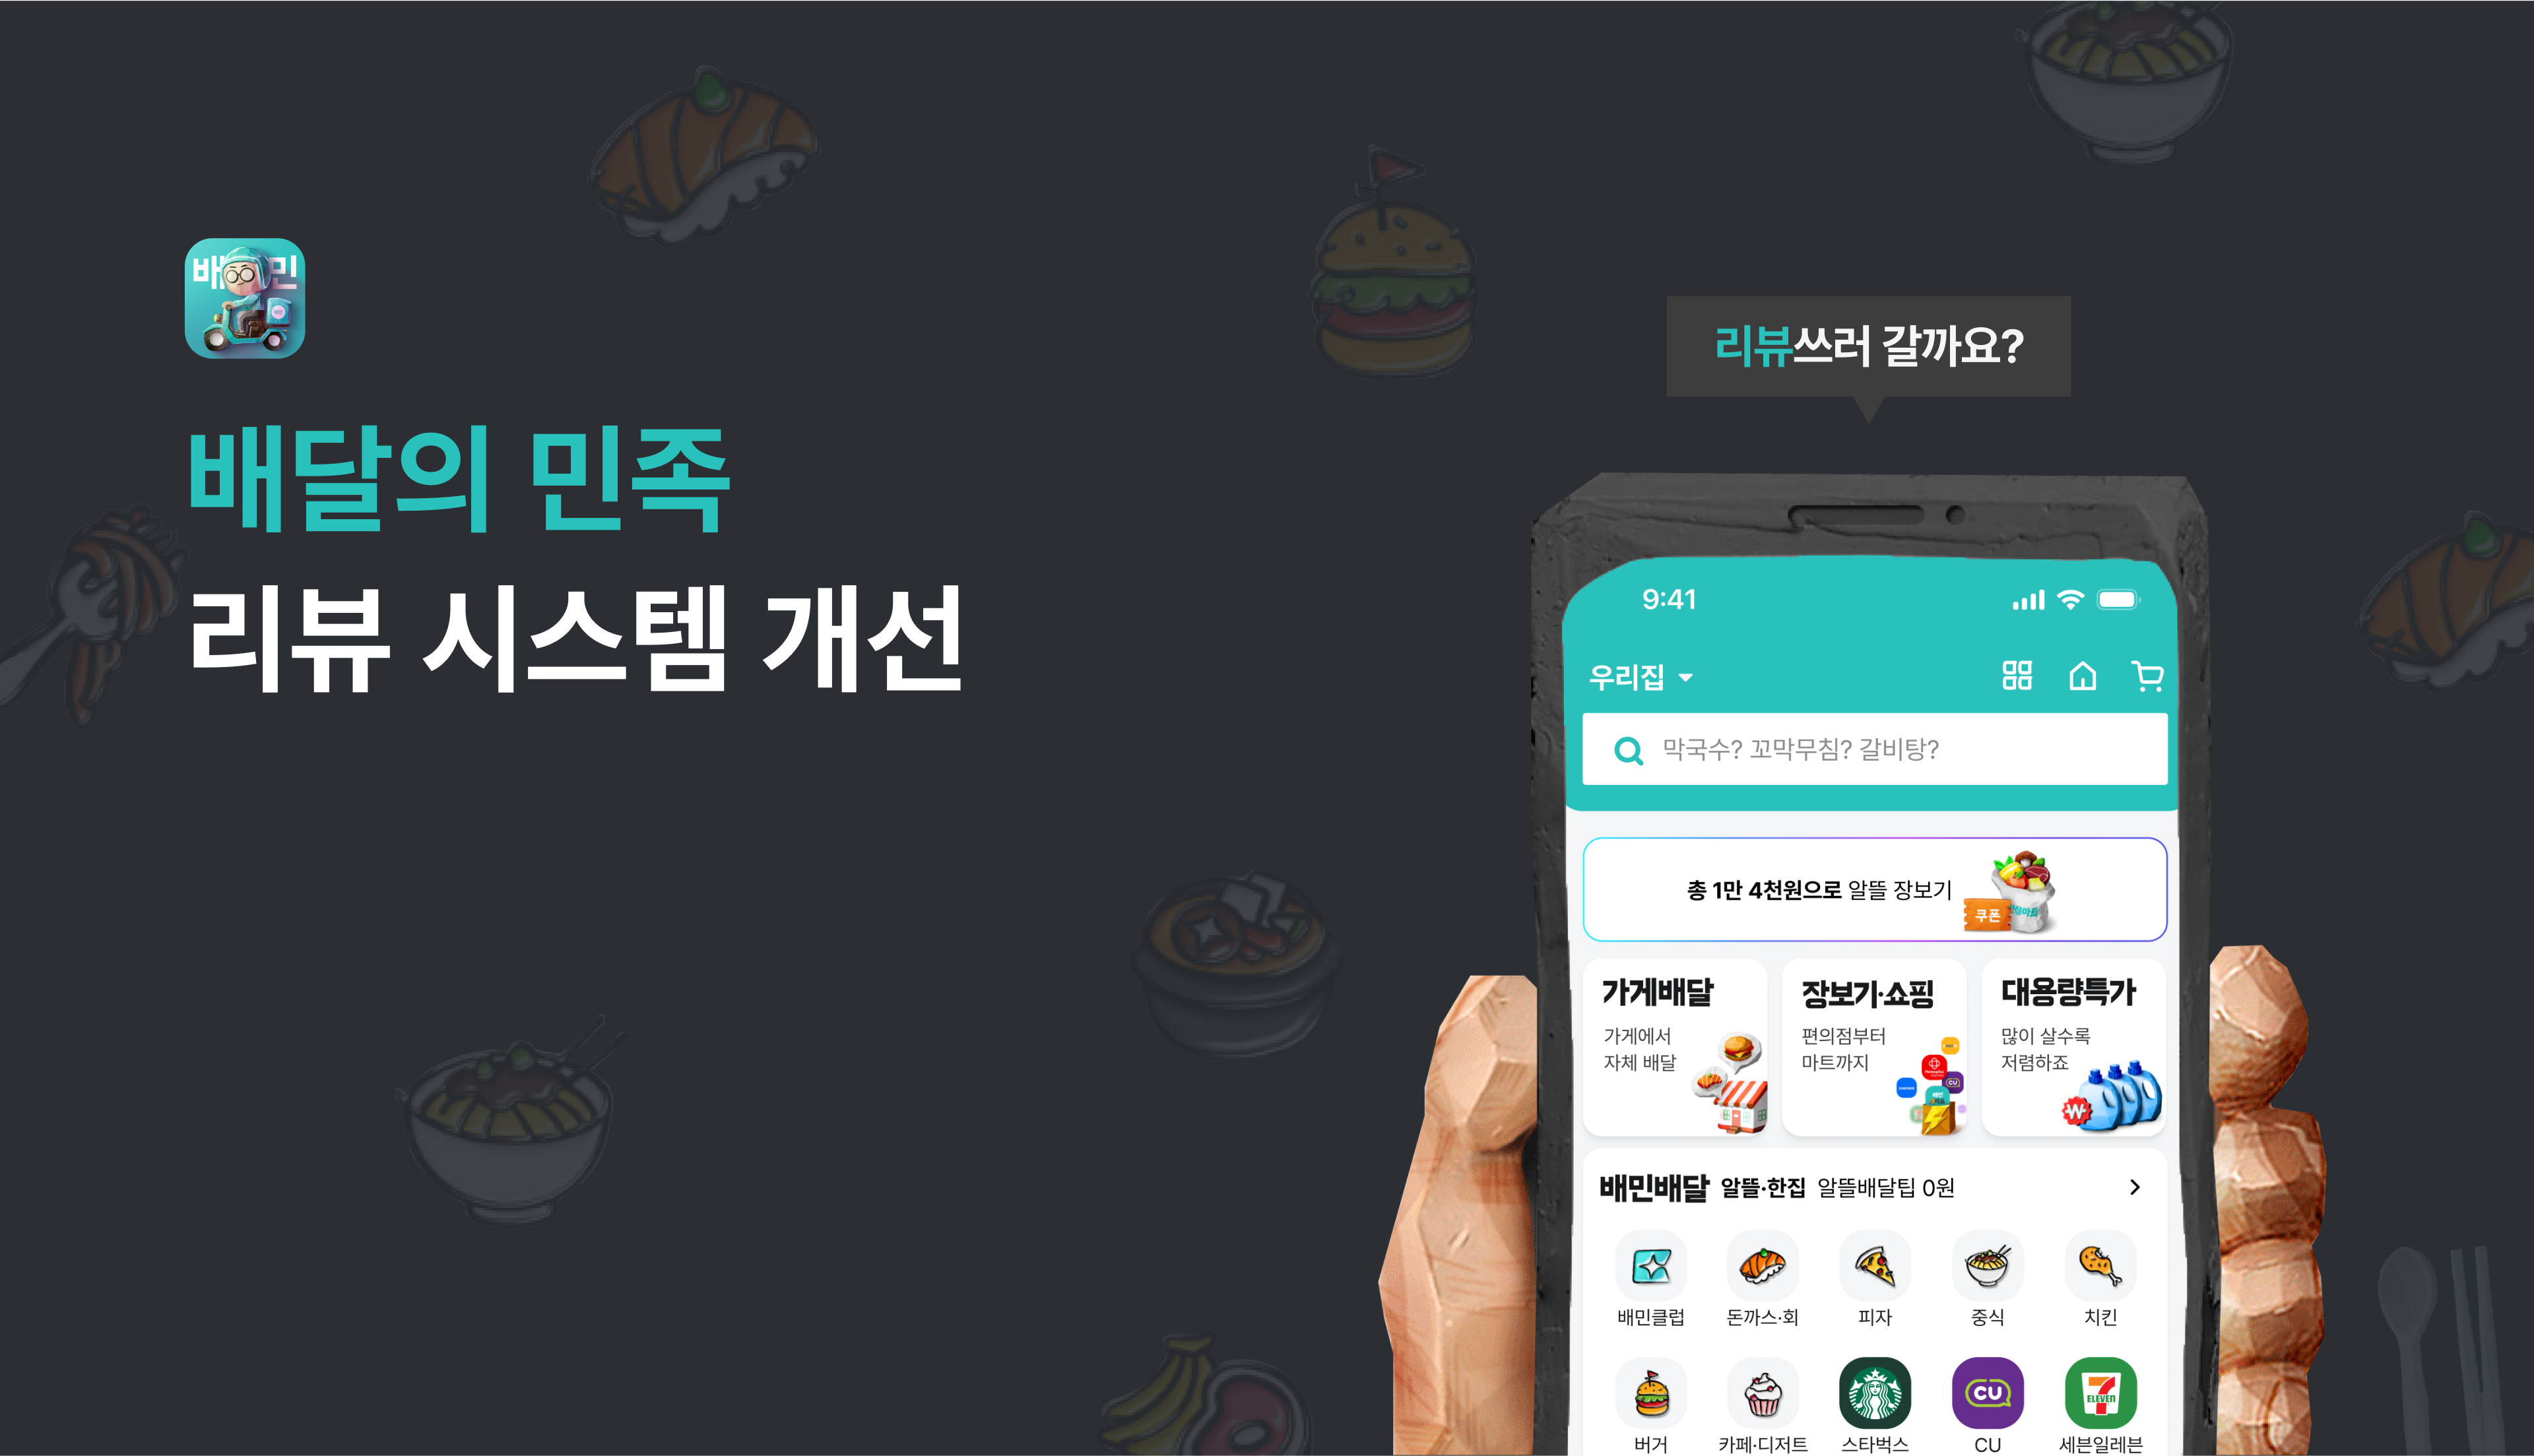 배민
배달의 민족
리뷰 시스템 개선
리뷰쓰러 갈까요?
9:41
우리집
막국수? 꼬막무침? 갈비탕?
총 1만 4천원으로 알뜰 장보기
쿠폰
가게배달
가게에서
자체 배달
장보기·쇼핑
편의점부터
마트까지
CU
대용량특가
많이 살수록
저렴하죠
W
배민배달 알뜰·한집 알뜰배달팁 0원
배민클럽
돈까스·회
피자
중식
치킨
CU
7
ELEVEN
버거
카페·디저트
스타벅스
CU
세븐일레븐